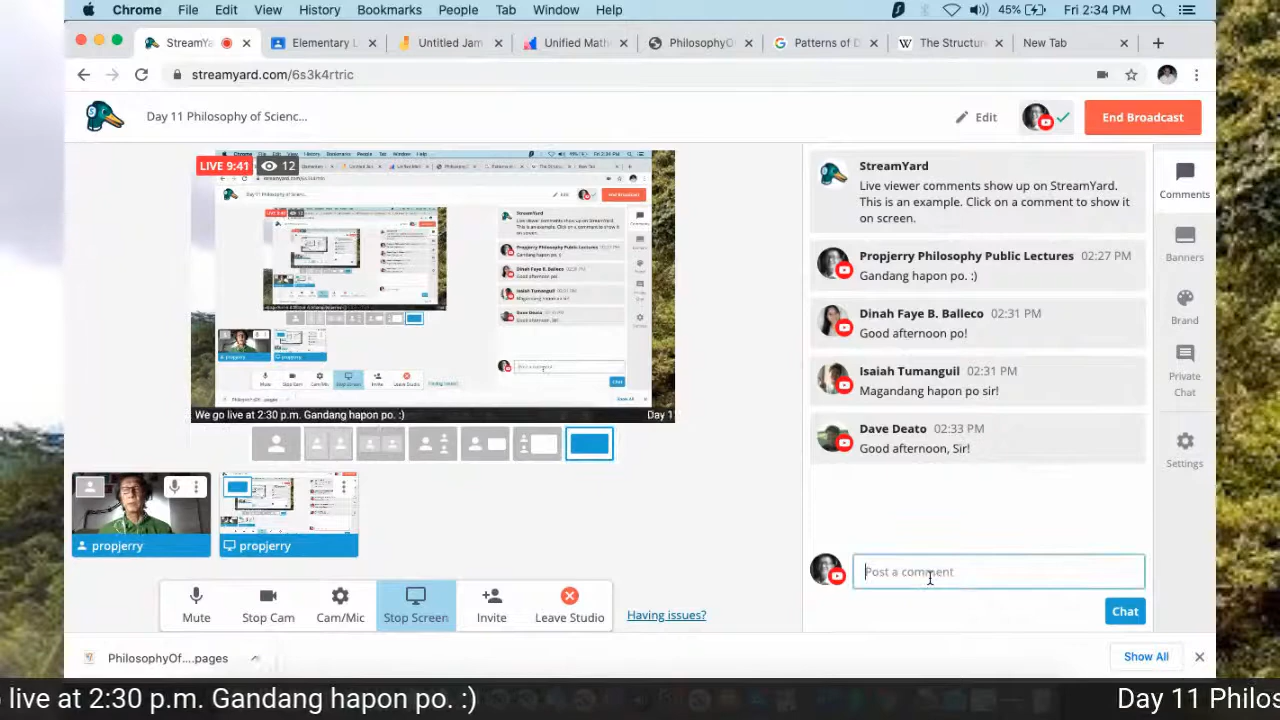 Chrome File Edit View History Bookmarks People Tab Window Help 45% Fri 2:34 PM
StreamYa Elementary L Untitled Jam Unified Math PhilosophyO Patterns of D The Structure New Tab
streamyard.com/6s3k4rtric
Day 11 Philosophy of Scienc...
Edit
End Broadcast
LIVE 9:41 12
We go live at 2:30 p.m. Gandang hapon po. :) Day 11
StreamYard
Live viewer comments show up on StreamYard.
This is an example. Click on a comment to show it
on screen.
Propjerry Philosophy Public Lectures 02:27 PM
Gandang hapon po. :)
Dinah Faye B. Balleco 02:31 PM
Good afternoon po!
Isaiah Tumanguil 02:31 PM
Magandang hapon po sir!
Dave Deato 02:33 PM
Good afternoon, Sir!
Post a comment
Chat
Comments
Banners
Brand
Private
Chat
Settings
propjerry
propjerry
Mute
Stop Cam
Cam/Mic
Stop Screen
Invite
Leave Studio
Having issues?
PhilosophyOf....pages
Show All
live at 2:30 p.m. Gandang hapon po. :) Day 11 Philos